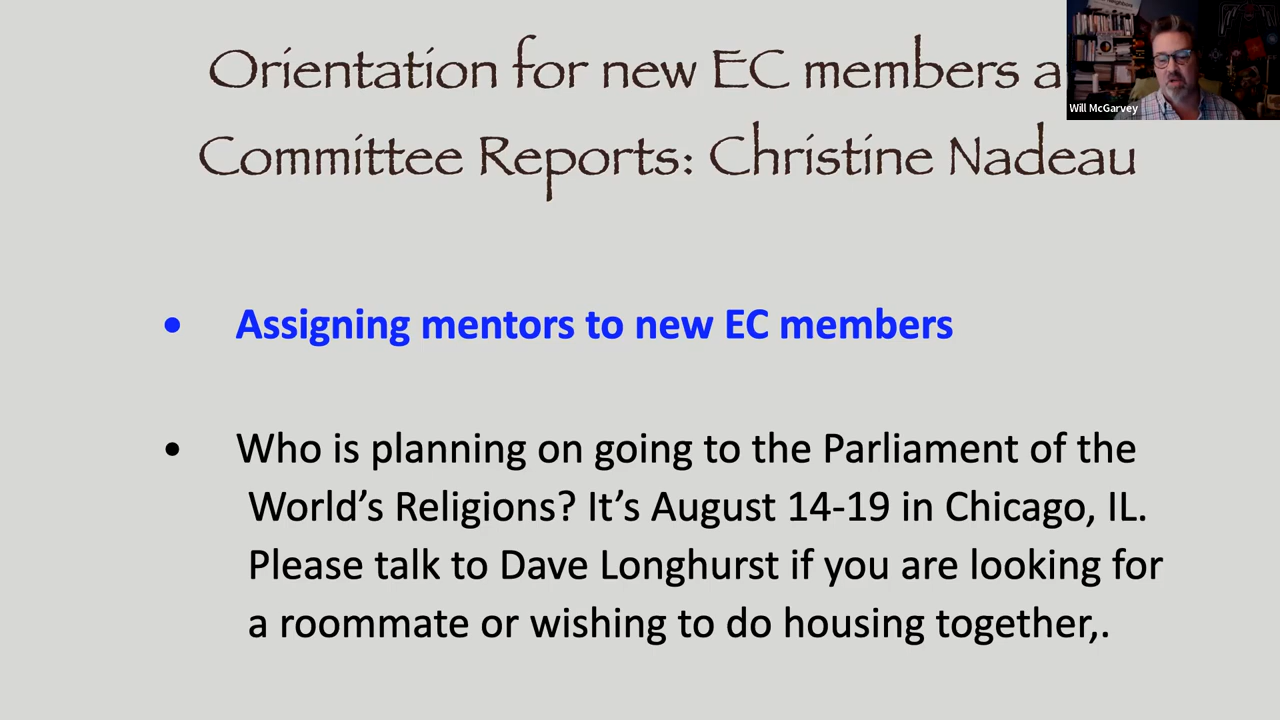 Orientation for new EC members a
Will McGarvey
Committee Reports: Christine Nadeau
• Assigning mentors to new EC members
• Who is planning on going to the Parliament of the
World’s Religions? It’s August 14-19 in Chicago, IL.
Please talk to Dave Longhurst if you are looking for
a roommate or wishing to do housing together,.